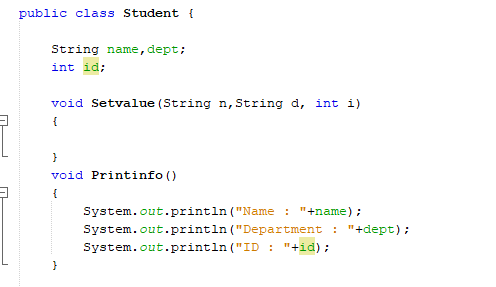 public class Student {
String name,dept;
int id;
void Setvalue(String n,String d, int i)
{
}
void Printinfo()
{
System.out.println("Name : "+name);
System.out.println("Department : "+dept);
System.out.println("ID : "+id);
}